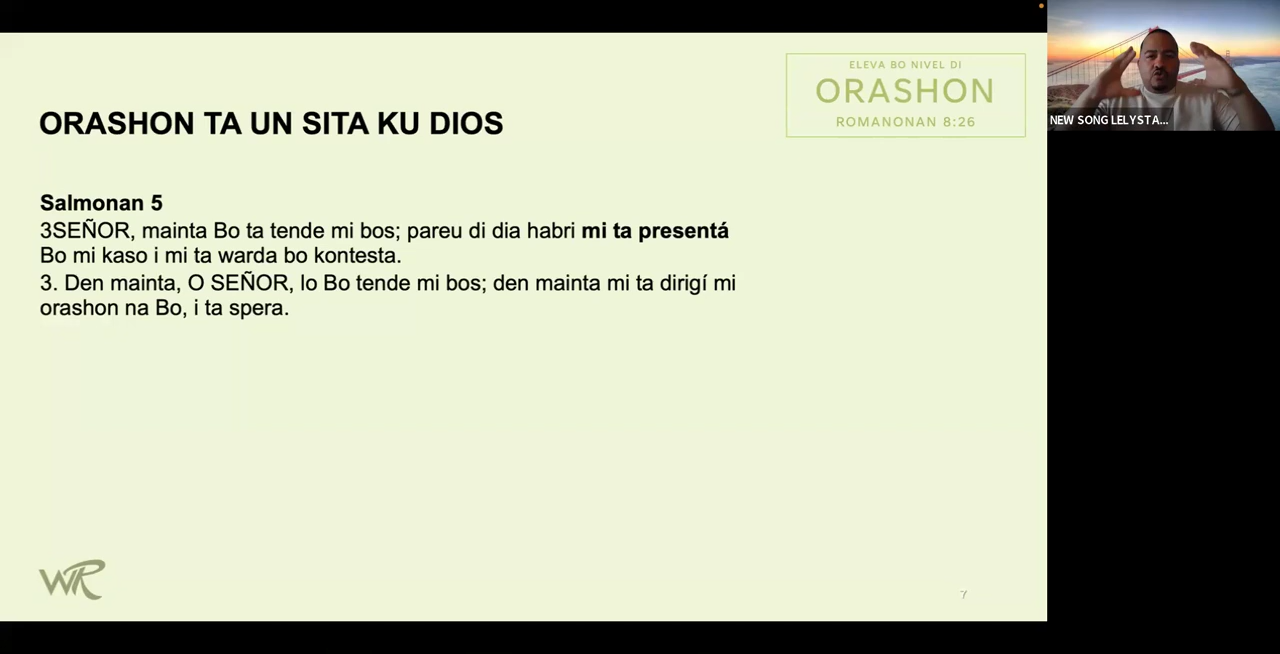 ELEVA BO NIVEL DI
ORASHON
ROMANONAN 8:26
NEW SONG LELYSTA...
ORASHON TA UN SITA KU DIOS
Salmonan 5
3SEÑOR, mainta Bo ta tende mi bos; pareu di dia habri mi ta presentá
Bo mi kaso i mi ta warda bo kontesta.
3. Den mainta, O SEÑOR, lo Bo tende mi bos; den mainta mi ta dirigí mi
orashon na Bo, i ta spera.
WR
7